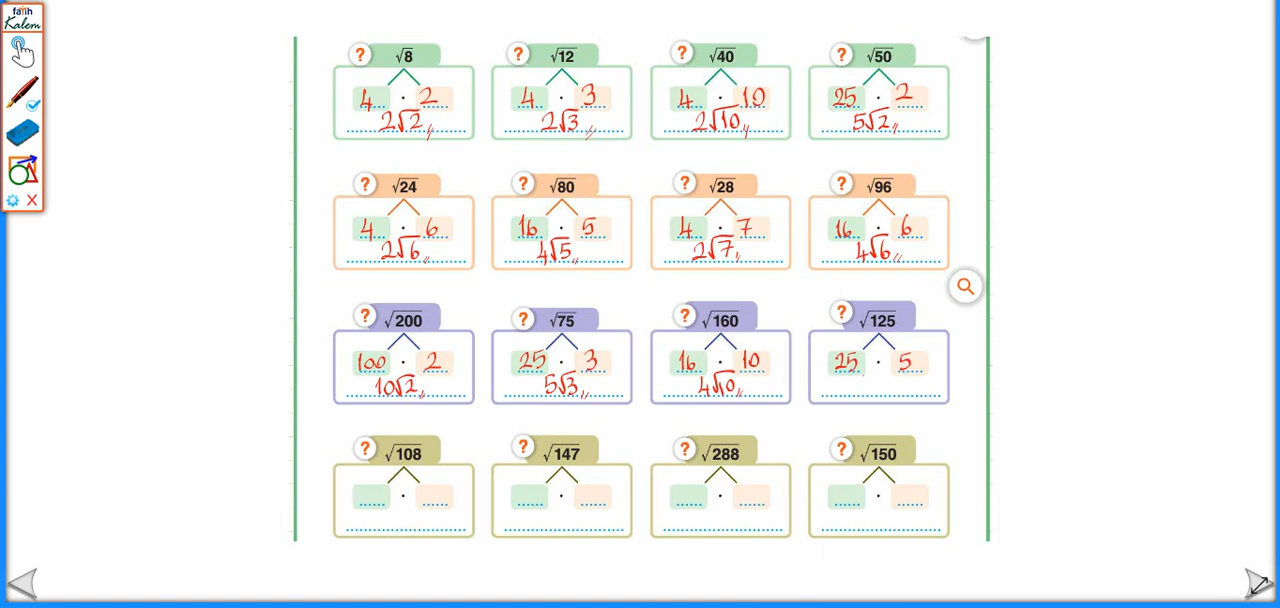 fatih
Kalem
? √8 ? √12 ? √40 ? √50
4 · 2 4 · 3 4 · 10 25 · 2
2√2 2√3 2√10 5√2
? √24 ? √80 ? √28 ? √96
4 · 6 16 · 5 4 · 7 16 · 6
2√6 4√5 2√7 4√6
? √200 ? √75 ? √160 ? √125
100 · 2 25 · 3 16 · 10 25 · 5
10√2 5√3 4√10
? √108 ? √147 ? √288 ? √150